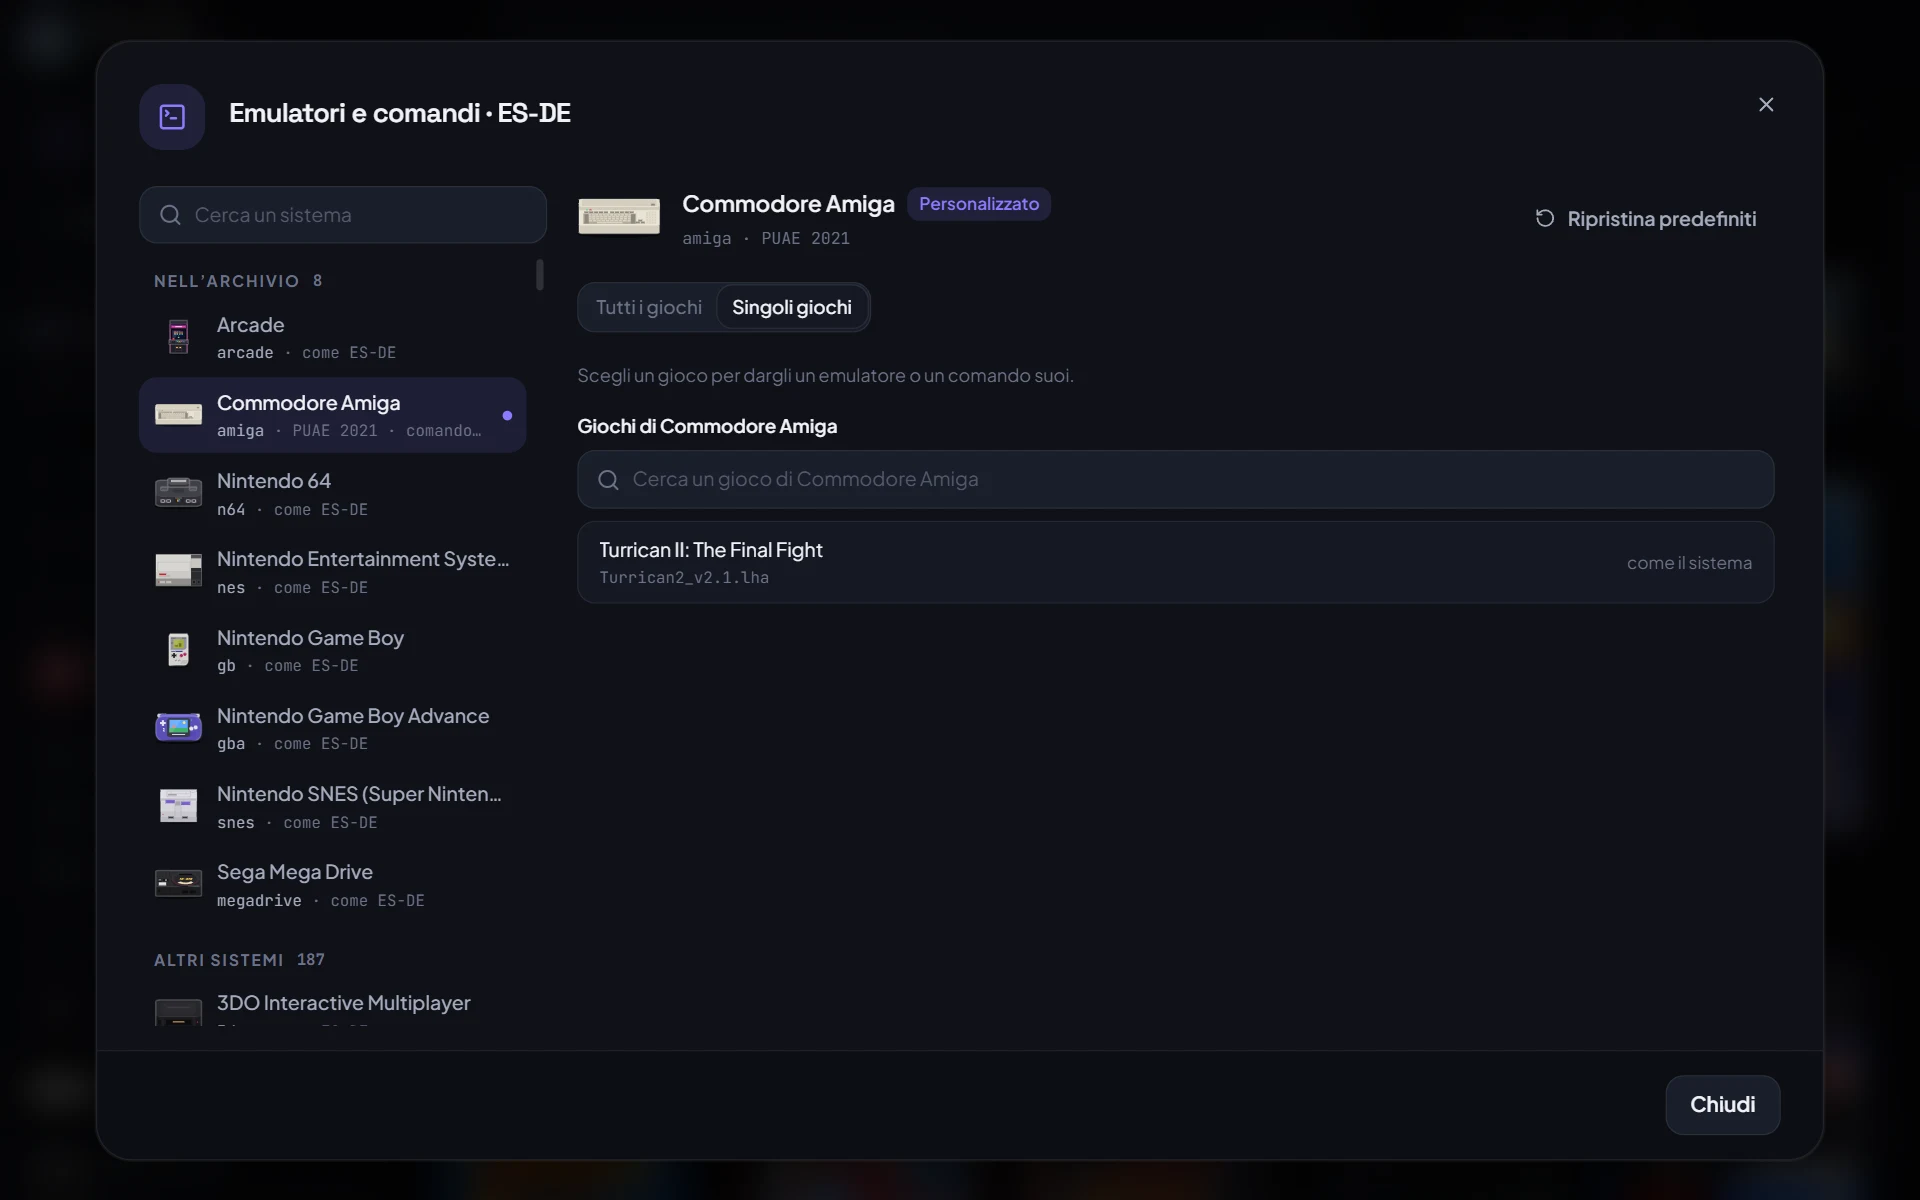 Emulatori e comandi · ES-DE
Cerca un sistema
NELL'ARCHIVIO 8
Arcade
arcade · come ES-DE
Commodore Amiga
amiga · PUAE 2021 · comando…
Nintendo 64
n64 · come ES-DE
Nintendo Entertainment Syste…
nes · come ES-DE
Nintendo Game Boy
gb · come ES-DE
Nintendo Game Boy Advance
gba · come ES-DE
Nintendo SNES (Super Ninten…
snes · come ES-DE
Sega Mega Drive
megadrive · come ES-DE
ALTRI SISTEMI 187
3DO Interactive Multiplayer
Commodore Amiga Personalizzato
amiga · PUAE 2021
Ripristina predefiniti
Tutti i giochi Singoli giochi
Scegli un gioco per dargli un emulatore o un comando suoi.
Giochi di Commodore Amiga
Cerca un gioco di Commodore Amiga
Turrican II: The Final Fight
Turrican2_v2.1.lha
come il sistema
Chiudi